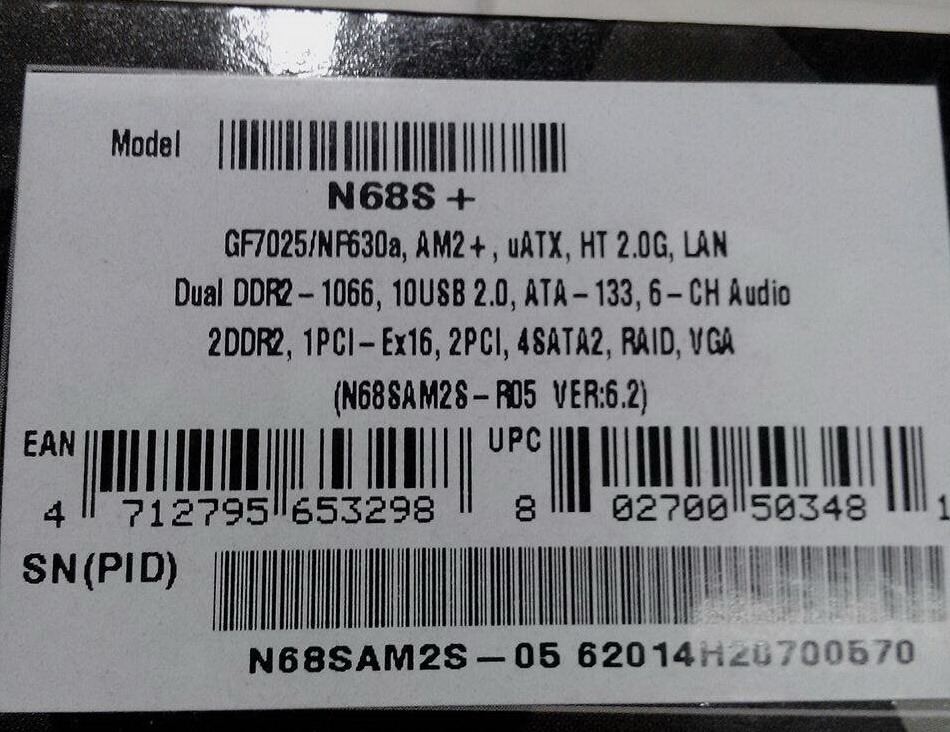 Model
N68S +
GF7025/NF630a, AM2+, uATX, HT 2.0G, LAN
Dual DDR2-1066, 10USB 2.0, ATA-133, 6-CH Audio
2DDR2, 1PCI-Ex16, 2PCI, 4SATA2, RAID, VGA
(N68SAM2S-R05 VER:6.2)
EAN UPC
4 712795 653298 8 02700 50348 1
SN(PID)
N68SAM2S-05 62014H20700570